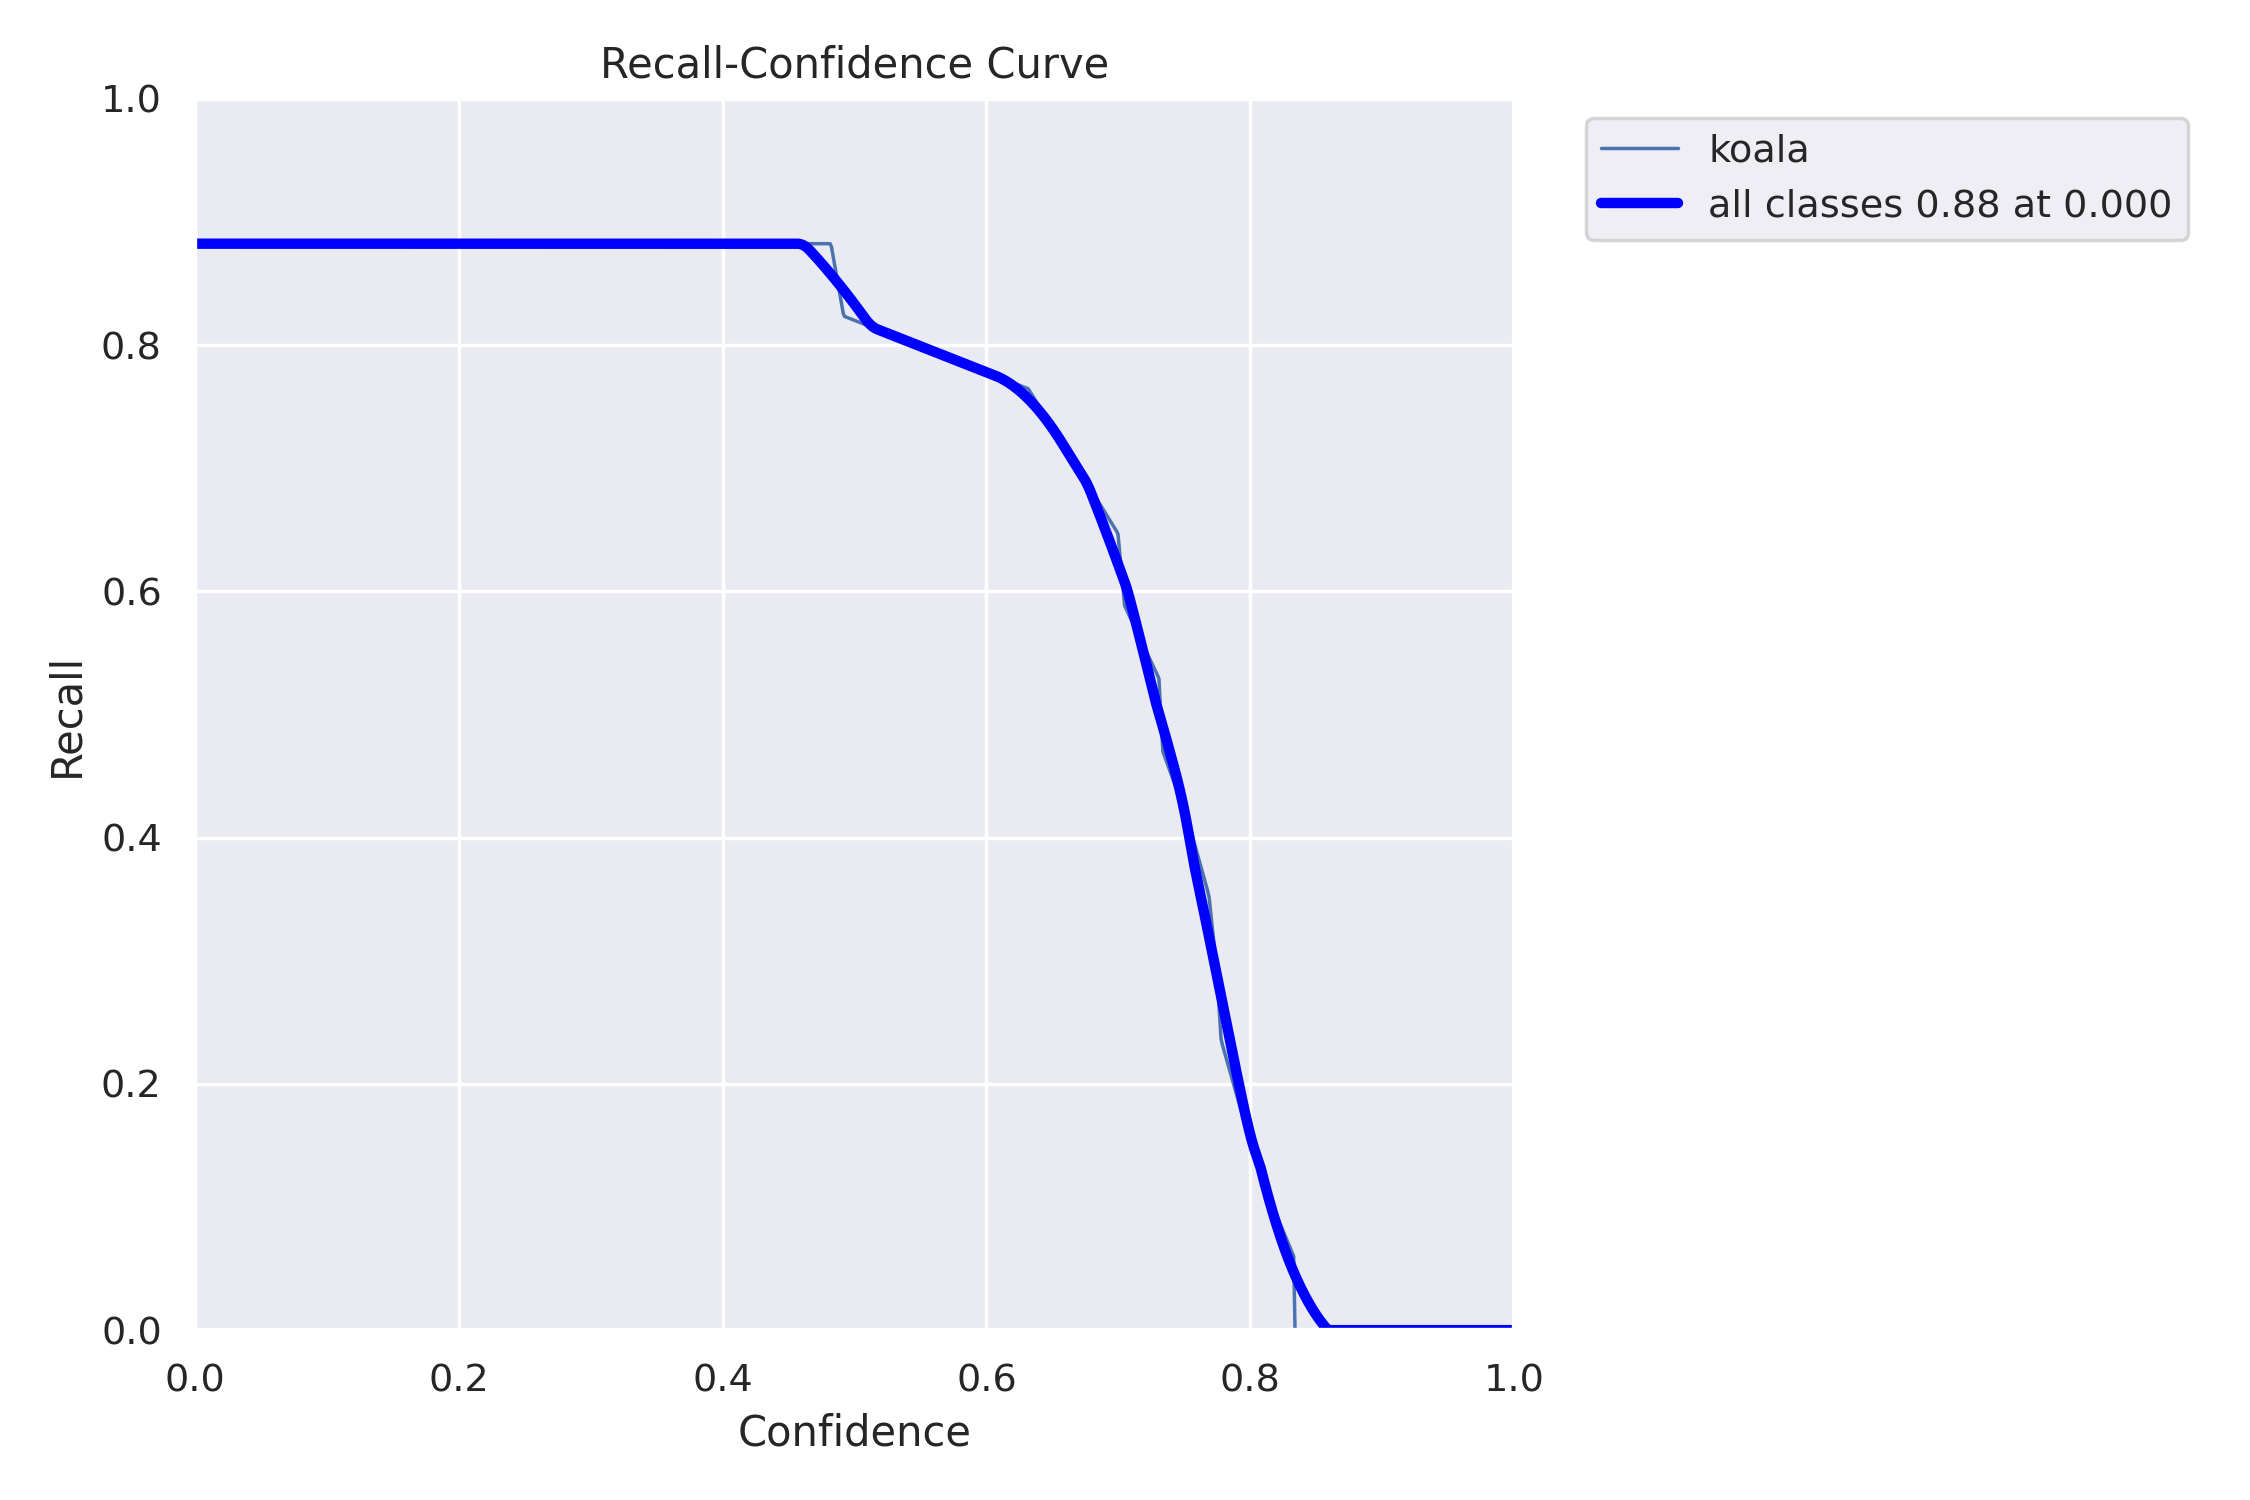 Recall-Confidence Curve
1.0
0.8
0.6
0.4
0.2
0.0
Recall
0.0 0.2 0.4 0.6 0.8 1.0
Confidence
koala
all classes 0.88 at 0.000